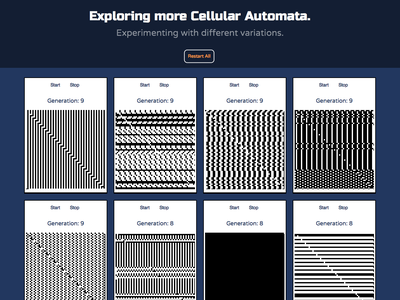 Exploring more Cellular Automata.
Experimenting with different variations.
Restart All
Start Stop Start Stop Start Stop Start Stop
Generation: 9 Generation: 9 Generation: 9 Generation: 9
Start Stop Start Stop Start Stop Start Stop
Generation: 9 Generation: 8 Generation: 8 Generation: 8